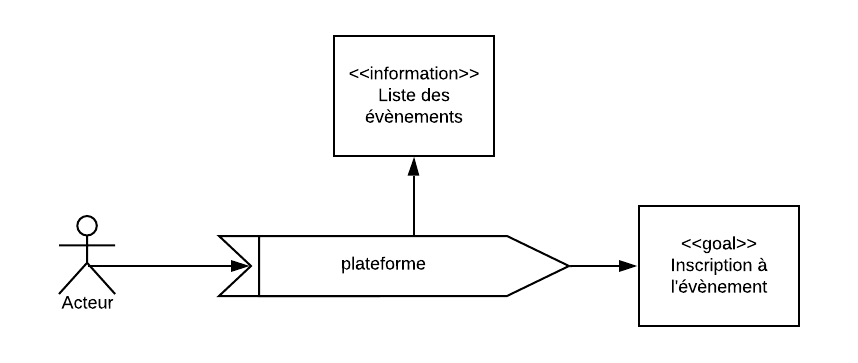 <<information>>
Liste des
évènements
<<goal>>
Inscription à
l'évènement
plateforme
Acteur